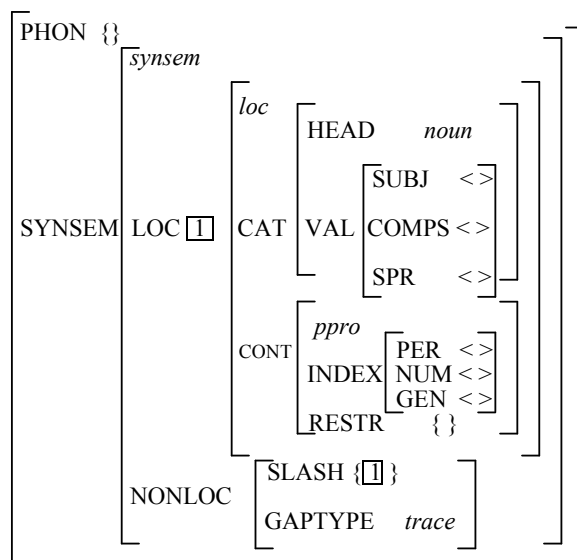 PHON {}
synsem
loc
HEAD noun
SUBJ < >
SYNSEM LOC 1 CAT VAL COMPS < >
SPR < >
ppro
CONT PER < >
INDEX NUM < >
GEN < >
RESTR { }
SLASH { 1 }
NONLOC
GAPTYPE trace